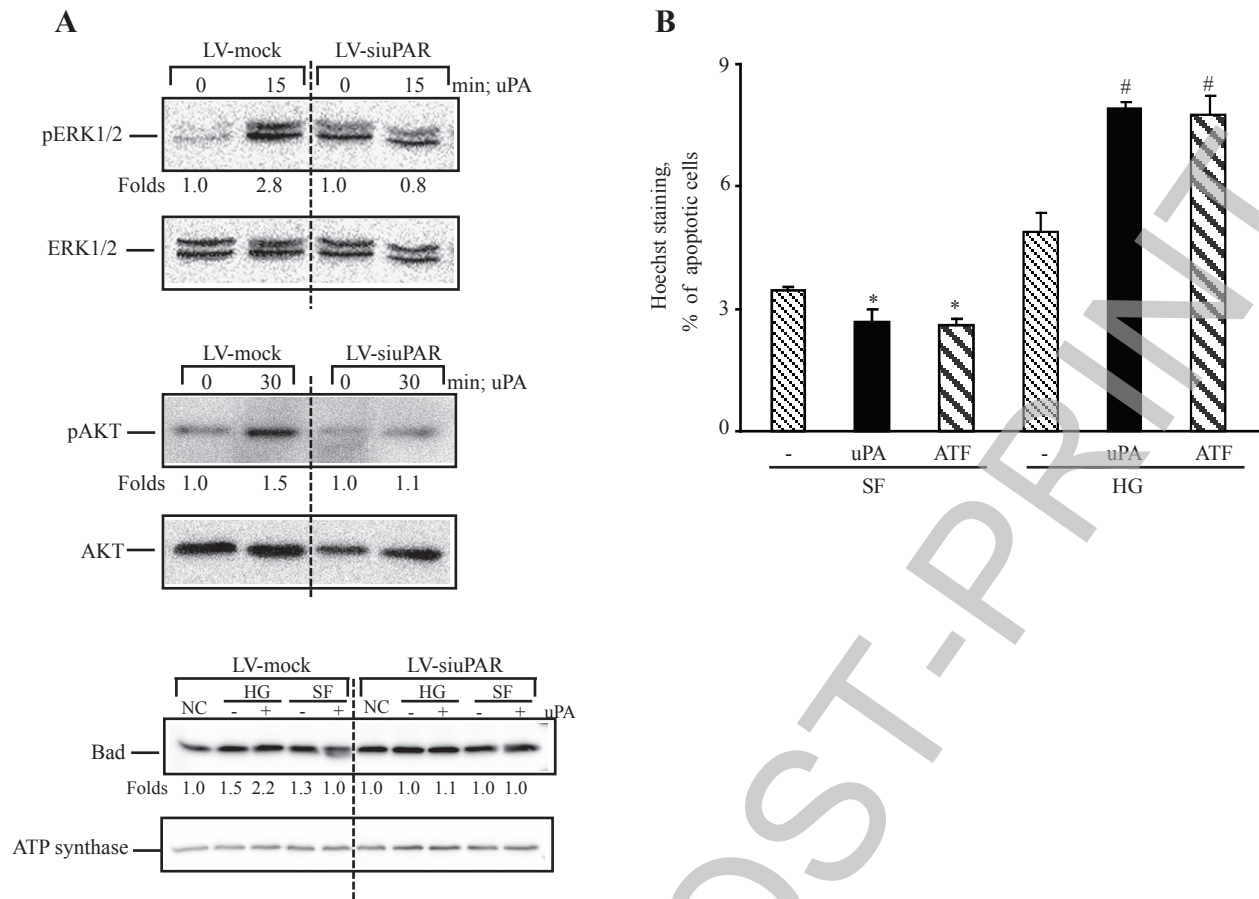 A
LV-mock LV-siuPAR
0 15 0 15 min; uPA
pERK1/2
Folds 1.0 2.8 1.0 0.8
ERK1/2
LV-mock LV-siuPAR
0 30 0 30 min; uPA
pAKT
Folds 1.0 1.5 1.0 1.1
AKT
LV-mock LV-siuPAR
NC HG SF NC HG SF
- + - + - + - + uPA
Bad
Folds 1.0 1.5 2.2 1.3 1.0 1.0 1.0 1.1 1.0 1.0
ATP synthase
B
Hoechst staining,
% of apoptotic cells
9
6
3
0
* * # #
- uPA ATF - uPA ATF
SF HG
OST-PRINT